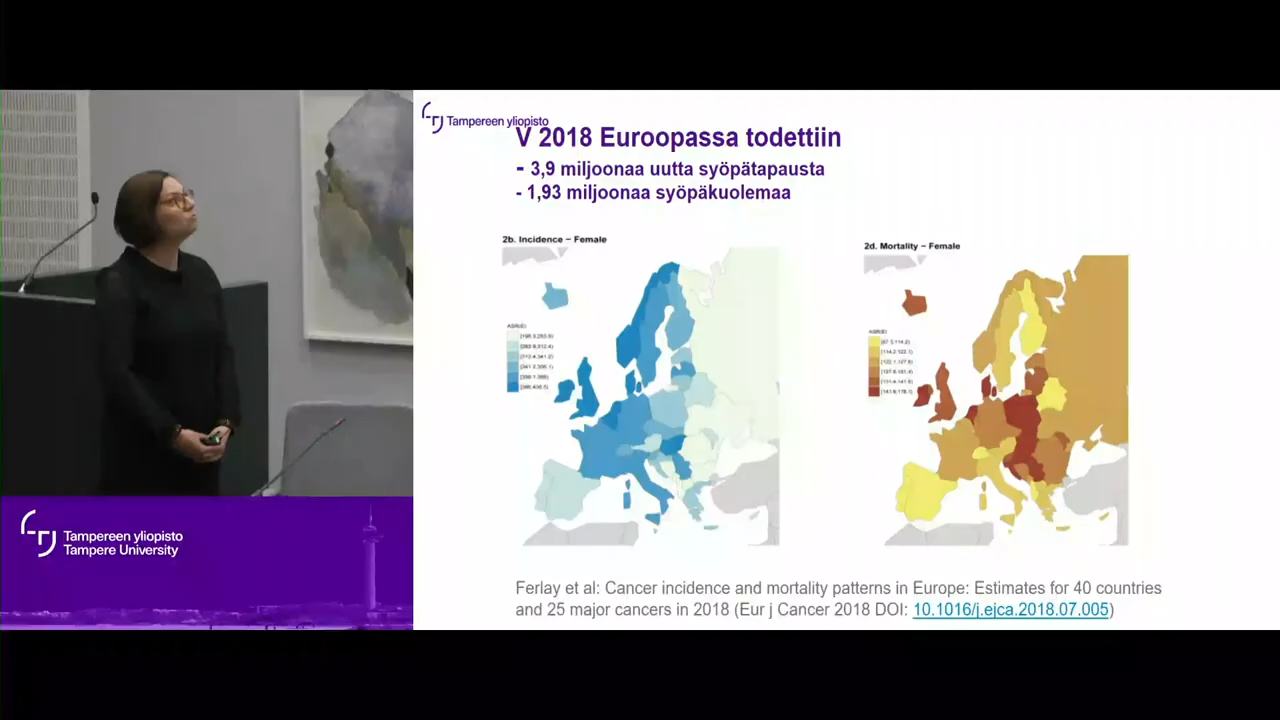 Tampereen yliopisto
V 2018 Euroopassa todettiin
- 3,9 miljoonaa uutta syöpätapausta
- 1,93 miljoonaa syöpäkuolemaa
2b. Incidence – Female
ASR(E)
2d. Mortality – Female
ASR(E)
Ferlay et al: Cancer incidence and mortality patterns in Europe: Estimates for 40 countries
and 25 major cancers in 2018 (Eur j Cancer 2018 DOI: 10.1016/j.ejca.2018.07.005)
Tampereen yliopisto
Tampere University